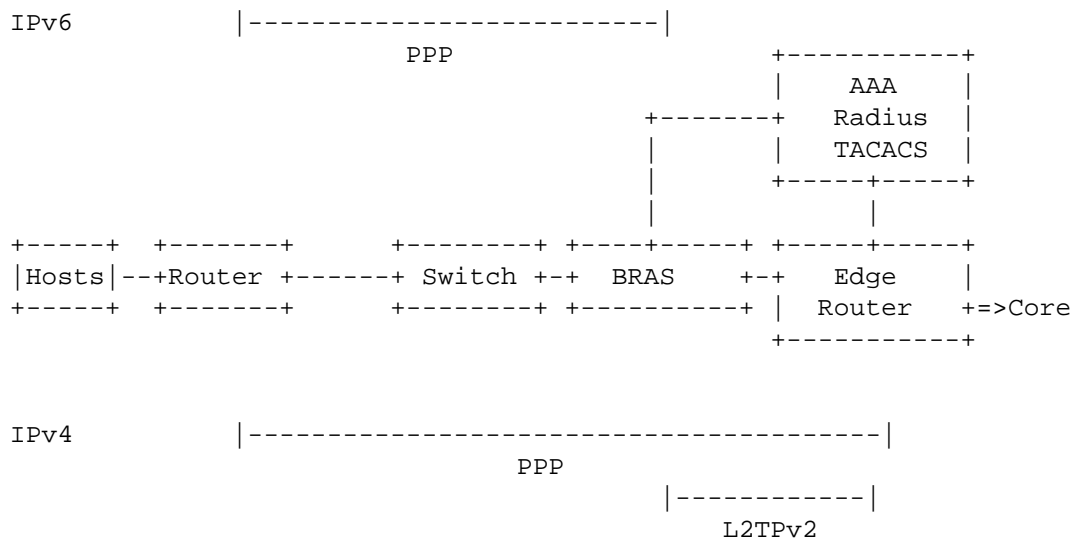 IPv6
PPP
AAA
Radius
TACACS
Hosts Router Switch BRAS Edge
Router =>Core
IPv4
PPP
L2TPv2